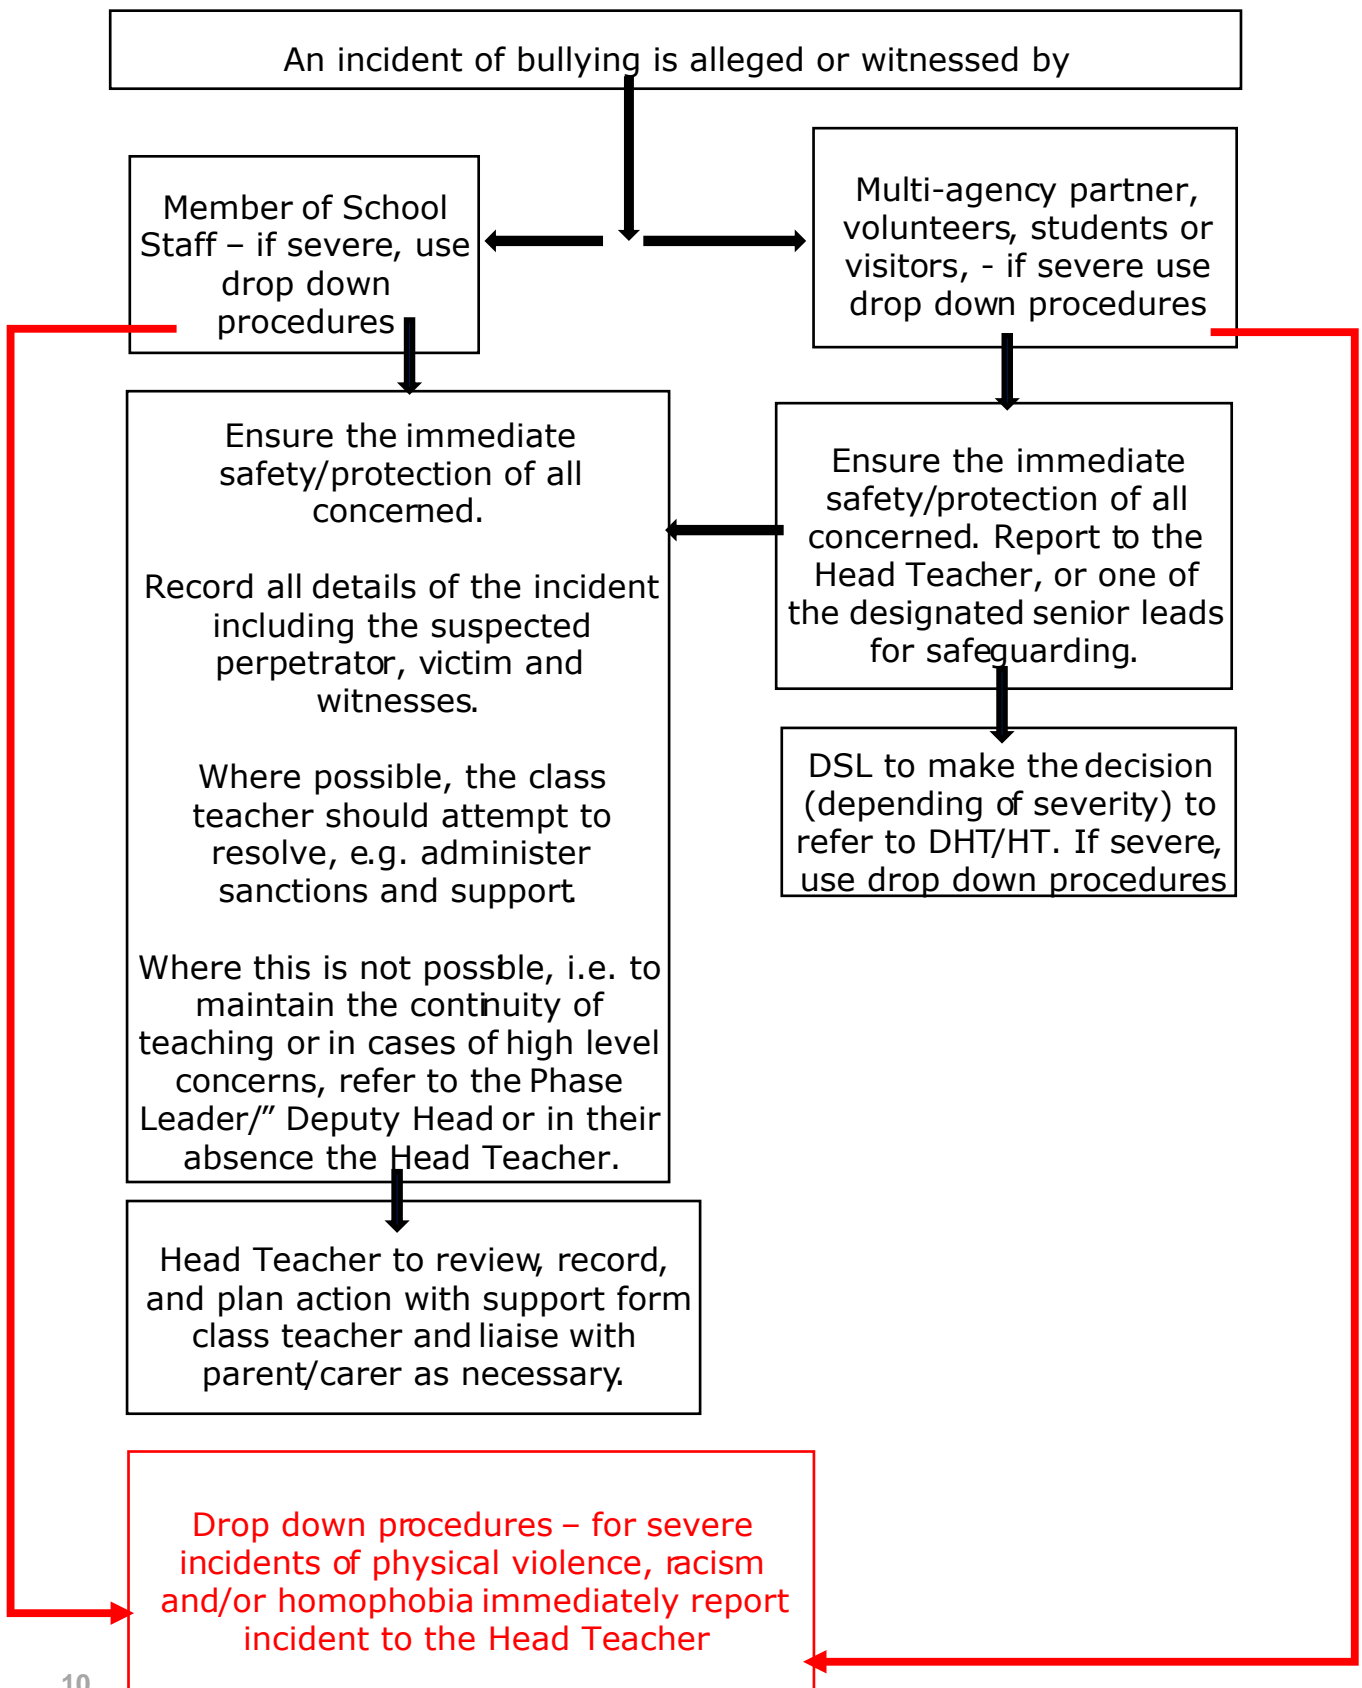 An incident of bullying is alleged or witnessed by
Member of School
Staff – if severe, use
drop down
procedures
Multi-agency partner,
volunteers, students or
visitors, - if severe use
drop down procedures
Ensure the immediate
safety/protection of all
concerned.
Record all details of the incident
including the suspected
perpetrator, victim and
witnesses.
Where possible, the class
teacher should attempt to
resolve, e.g. administer
sanctions and support.
Where this is not possible, i.e. to
maintain the continuity of
teaching or in cases of high level
concerns, refer to the Phase
Leader/” Deputy Head or in their
absence the Head Teacher.
Ensure the immediate
safety/protection of all
concerned. Report to the
Head Teacher, or one of
the designated senior leads
for safeguarding.
DSL to make the decision
(depending of severity) to
refer to DHT/HT. If severe,
use drop down procedures
Head Teacher to review, record,
and plan action with support form
class teacher and liaise with
parent/carer as necessary.
Drop down procedures – for severe
incidents of physical violence, racism
and/or homophobia immediately report
incident to the Head Teacher
10